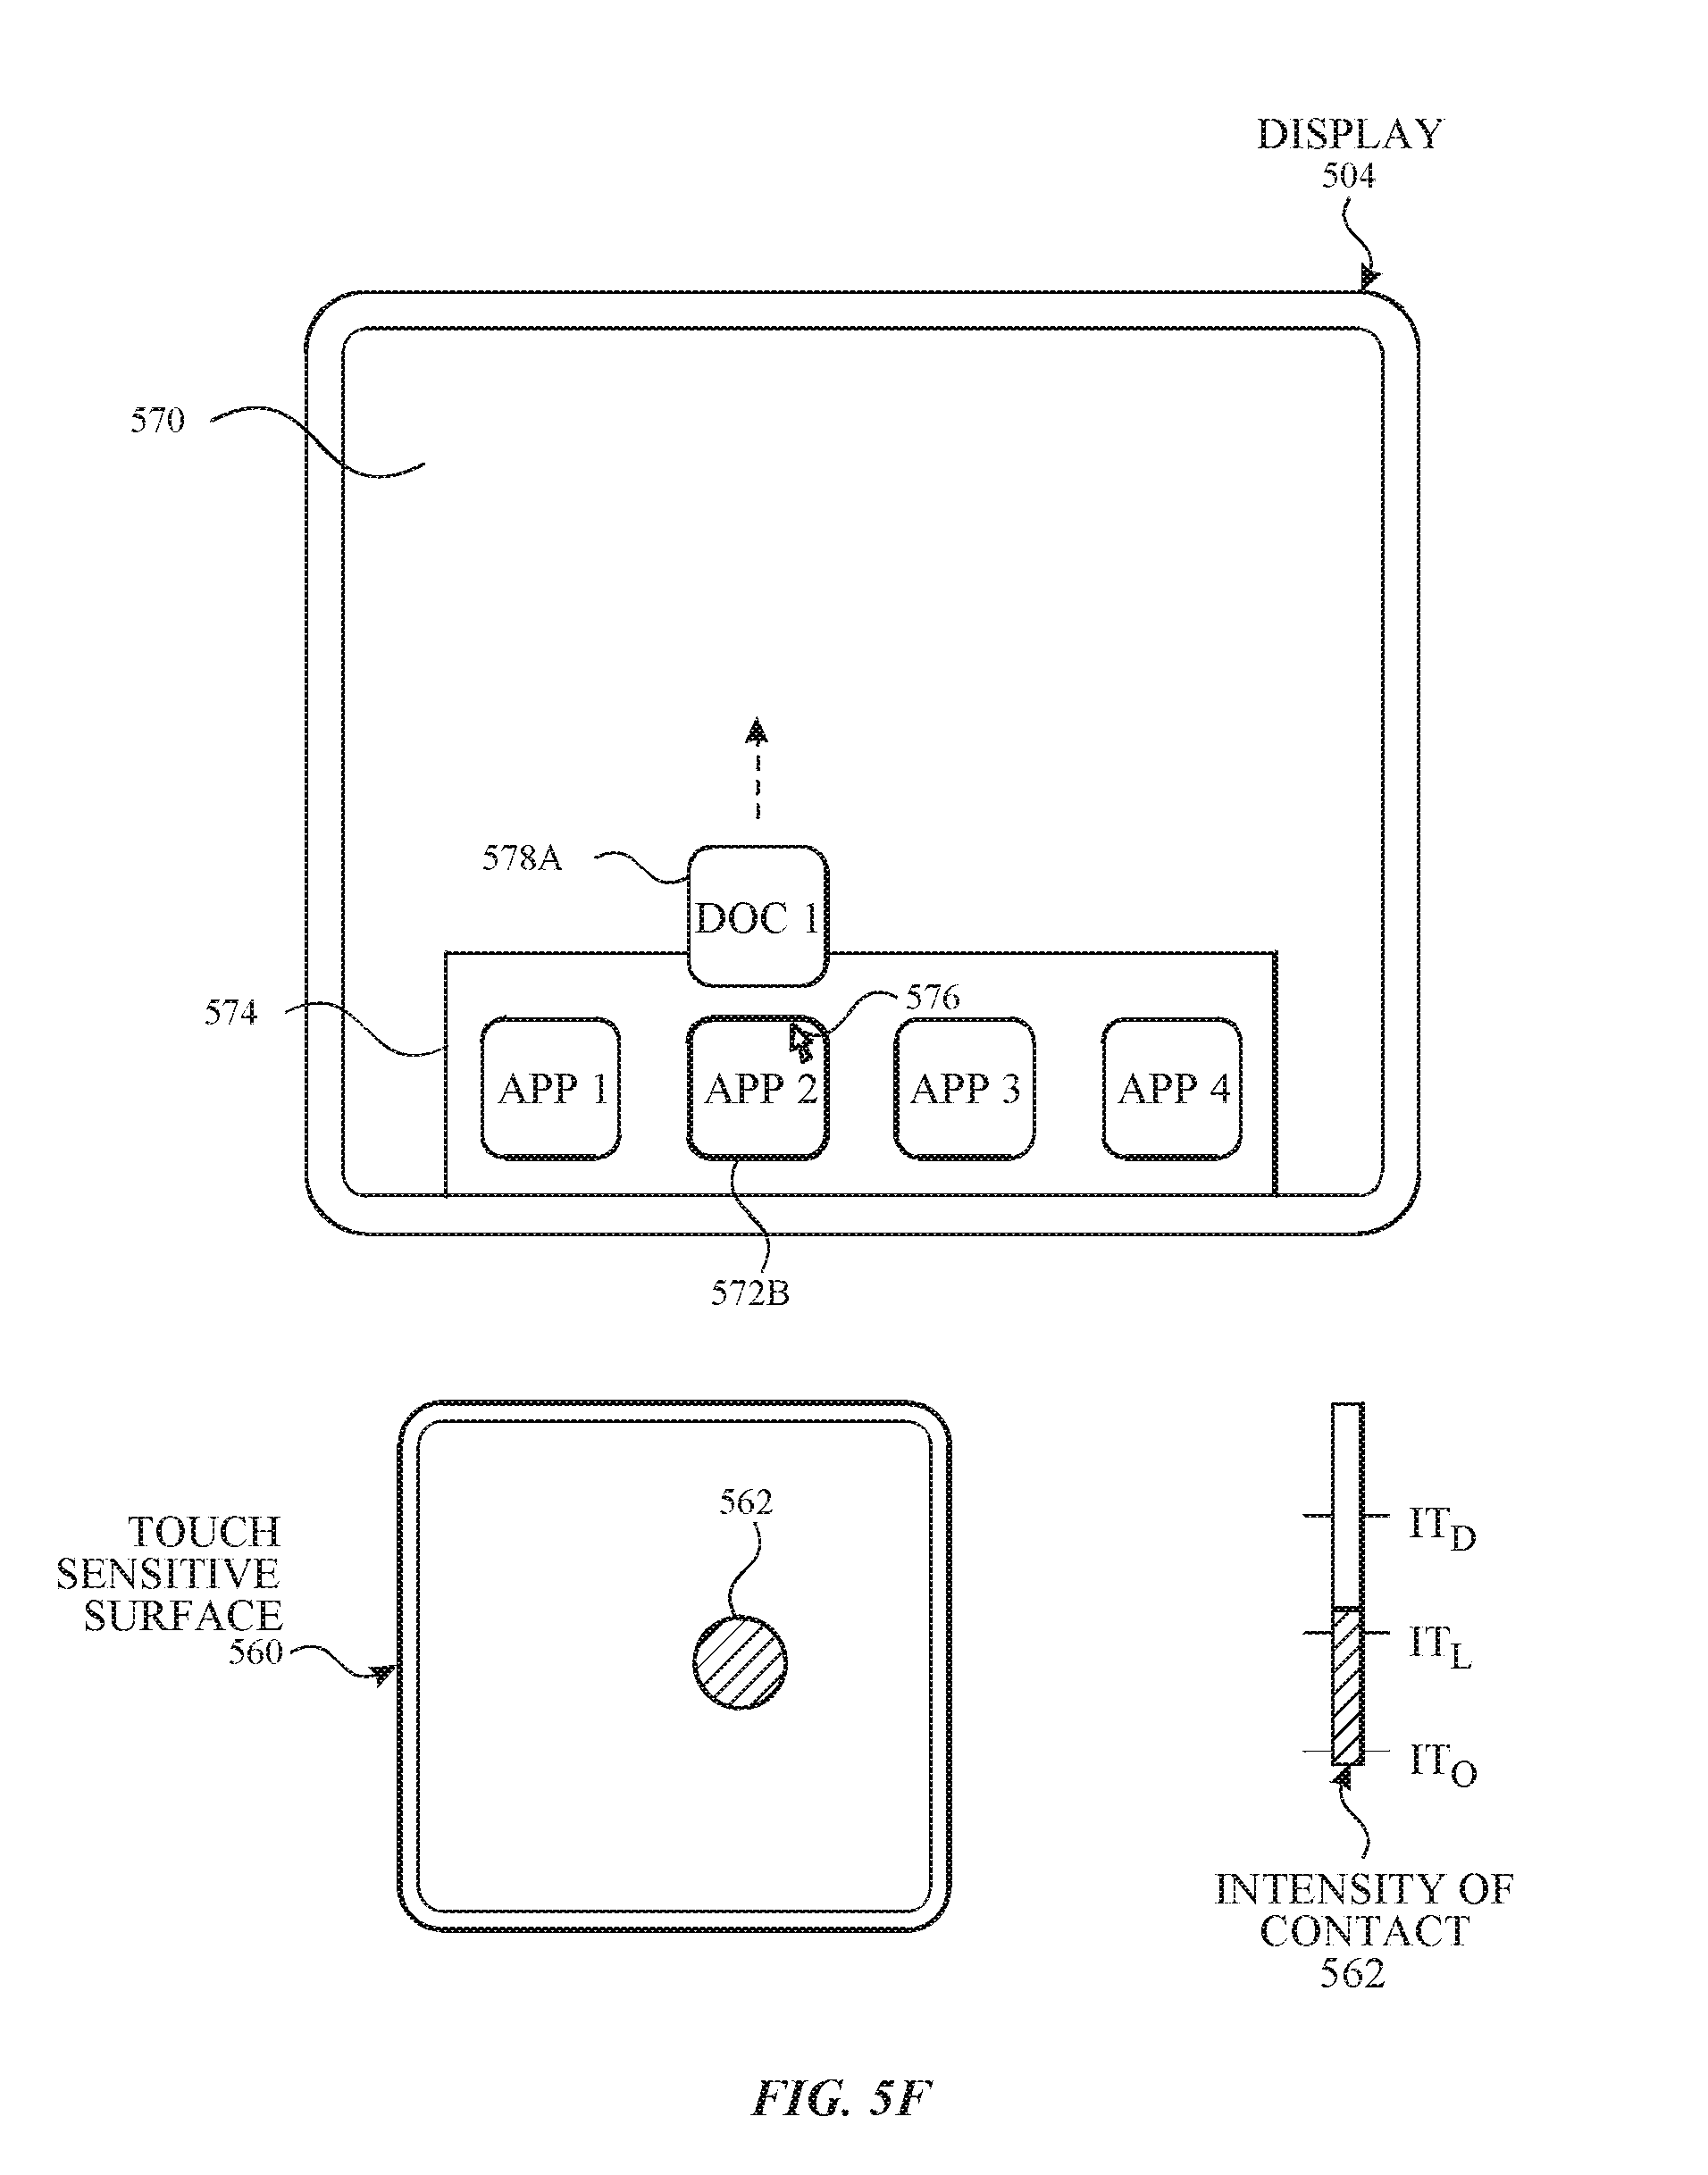 DISPLAY
504
570
578A
DOC 1
574
576
APP 1
APP 2
APP 3
APP 4
572B
TOUCH
SENSITIVE
SURFACE
560
562
IT_D
IT_L
IT_O
INTENSITY OF
CONTACT
562
FIG. 5F